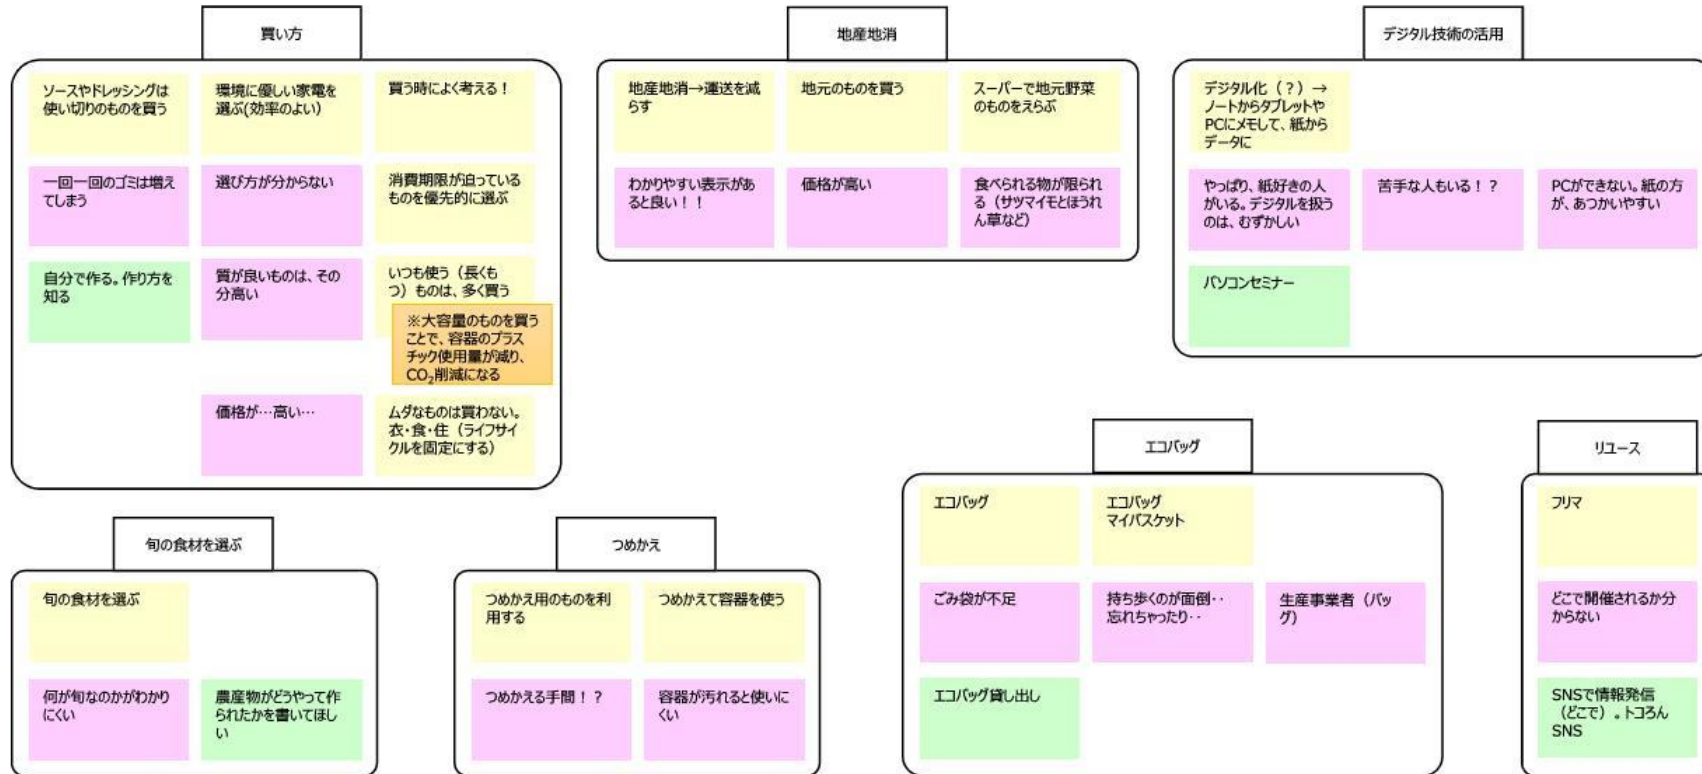 買い方
ソースやドレッシングは
使い切りのものを買う
環境に優しい家電を
選ぶ(効率のよい)
買う時によく考える！
一回一回のゴミは増え
てしまう
選び方が分からない
消費期限が迫っている
ものを優先的に選ぶ
自分で作る。作り方を
知る
質が良いものは、その
分高い
いつも使う（長くも
つ）ものは、多く買う
※大容量のものを買う
ことで、容器のプラス
チック使用量が減り、
CO₂削減になる
価格が…高い…
ムダなものは買わない。
衣・食・住（ライフサイ
クルを固定にする）
地産地消
地産地消→運送を減
らす
地元のものを買う
スーパーで地元野菜
のものをえらぶ
わかりやすい表示があ
ると良い！！
価格が高い
食べられる物が限られ
る（サツマイモとほうれ
ん草など）
デジタル技術の活用
デジタル化（？）→
ノートからタブレットや
PCにメモして、紙から
データに
やっぱり、紙好きの人
がいる。デジタルを扱う
のは、むずかしい
苦手な人もいる！？
PCができない。紙の方
が、あつかいやすい
パソコンセミナー
旬の食材を選ぶ
旬の食材を選ぶ
何が旬なのかがわかり
にくい
農産物がどうやって作
られたかを書いてほし
い
つめかえ
つめかえ用のものを利
用する
つめかえて容器を使う
つめかえる手間！？
容器が汚れると使いに
くい
エコバッグ
エコバッグ
エコバッグ
マイバスケット
ごみ袋が不足
持ち歩くのが面倒‥
忘れちゃったり‥
生産事業者（バッ
グ）
エコバッグ貸し出し
リユース
フリマ
どこで開催されるか分
からない
SNSで情報発信
（どこで）。トコろん
SNS